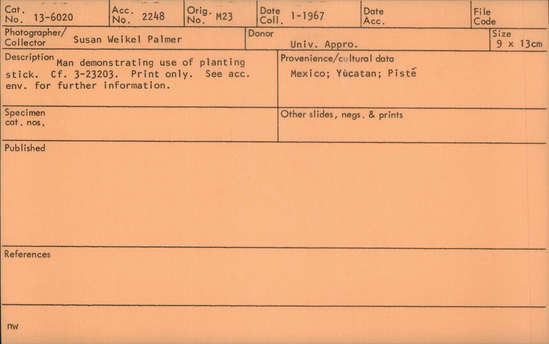 Cat. No. 13-6020 Acc. No. 2248 Orig. No. M23 Date Coll. 1-1967 Date Acc. File Code
Photographer/ Collector Susan Weikel Palmer Donor Univ. Appro. Size 9 x 13cm
Description Man demonstrating use of planting
stick. Cf. 3-23203. Print only. See acc.
env. for further information.
Provenience/cultural data
Mexico; Yucatan; Pisté
Specimen
cat. nos.
Other slides, negs. & prints
Published
References
nw